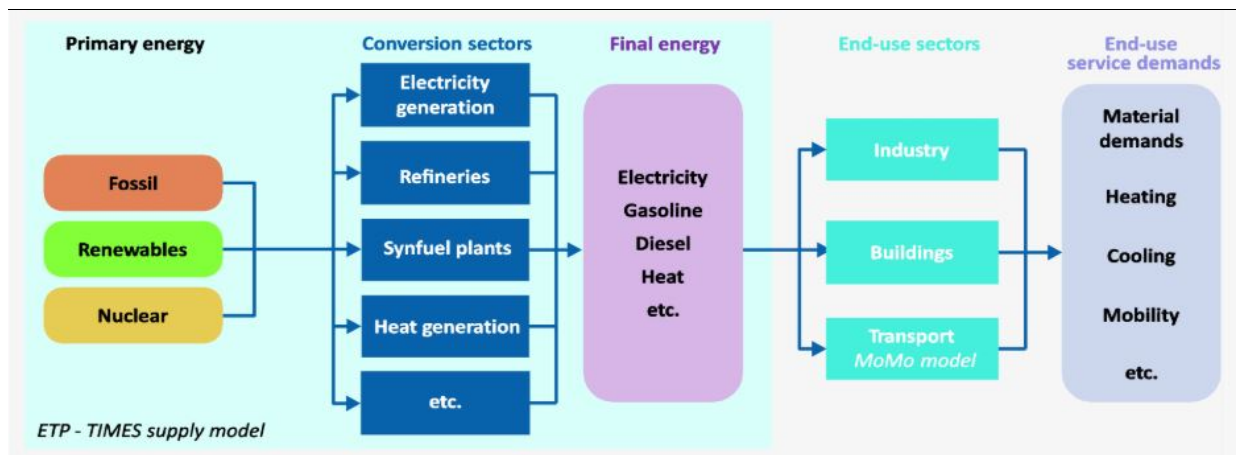 Primary energy
Conversion sectors
Final energy
End-use sectors
End-use
service demands
Fossil
Renewables
Nuclear
Electricity
generation
Refineries
Synfuel plants
Heat generation
etc.
Electricity
Gasoline
Diesel
Heat
etc.
Industry
Buildings
Transport
MoMo model
Material
demands
Heating
Cooling
Mobility
etc.
ETP - TIMES supply model